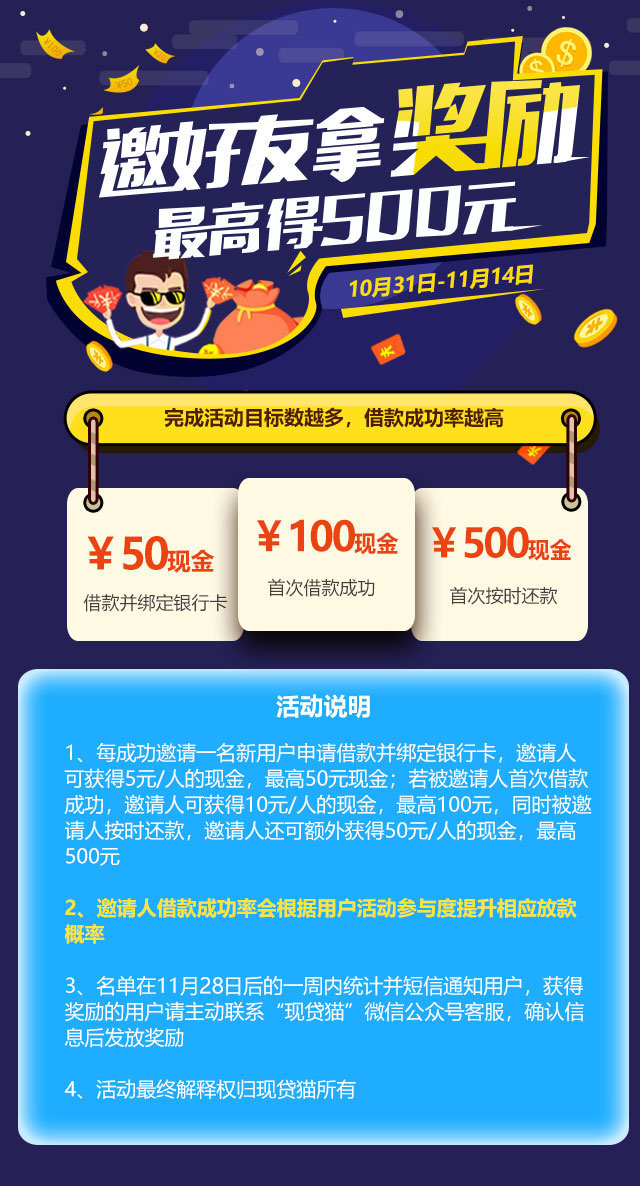 邀好友拿奖励
最高得500元
10月31日-11月14日
完成活动目标数越多，借款成功率越高
￥50现金
借款并绑定银行卡
￥100现金
首次借款成功
￥500现金
首次按时还款
活动说明
1、每成功邀请一名新用户申请借款并绑定银行卡，邀请人
可获得5元/人的现金，最高50元现金；若被邀请人首次借款
成功，邀请人可获得10元/人的现金，最高100元，同时被邀
请人按时还款，邀请人还可额外获得50元/人的现金，最高
500元
2、邀请人借款成功率会根据用户活动参与度提升相应放款
概率
3、名单在11月28日后的一周内统计并短信通知用户，获得
奖励的用户请主动联系“现贷猫”微信公众号客服，确认信
息后发放奖励
4、活动最终解释权归现贷猫所有